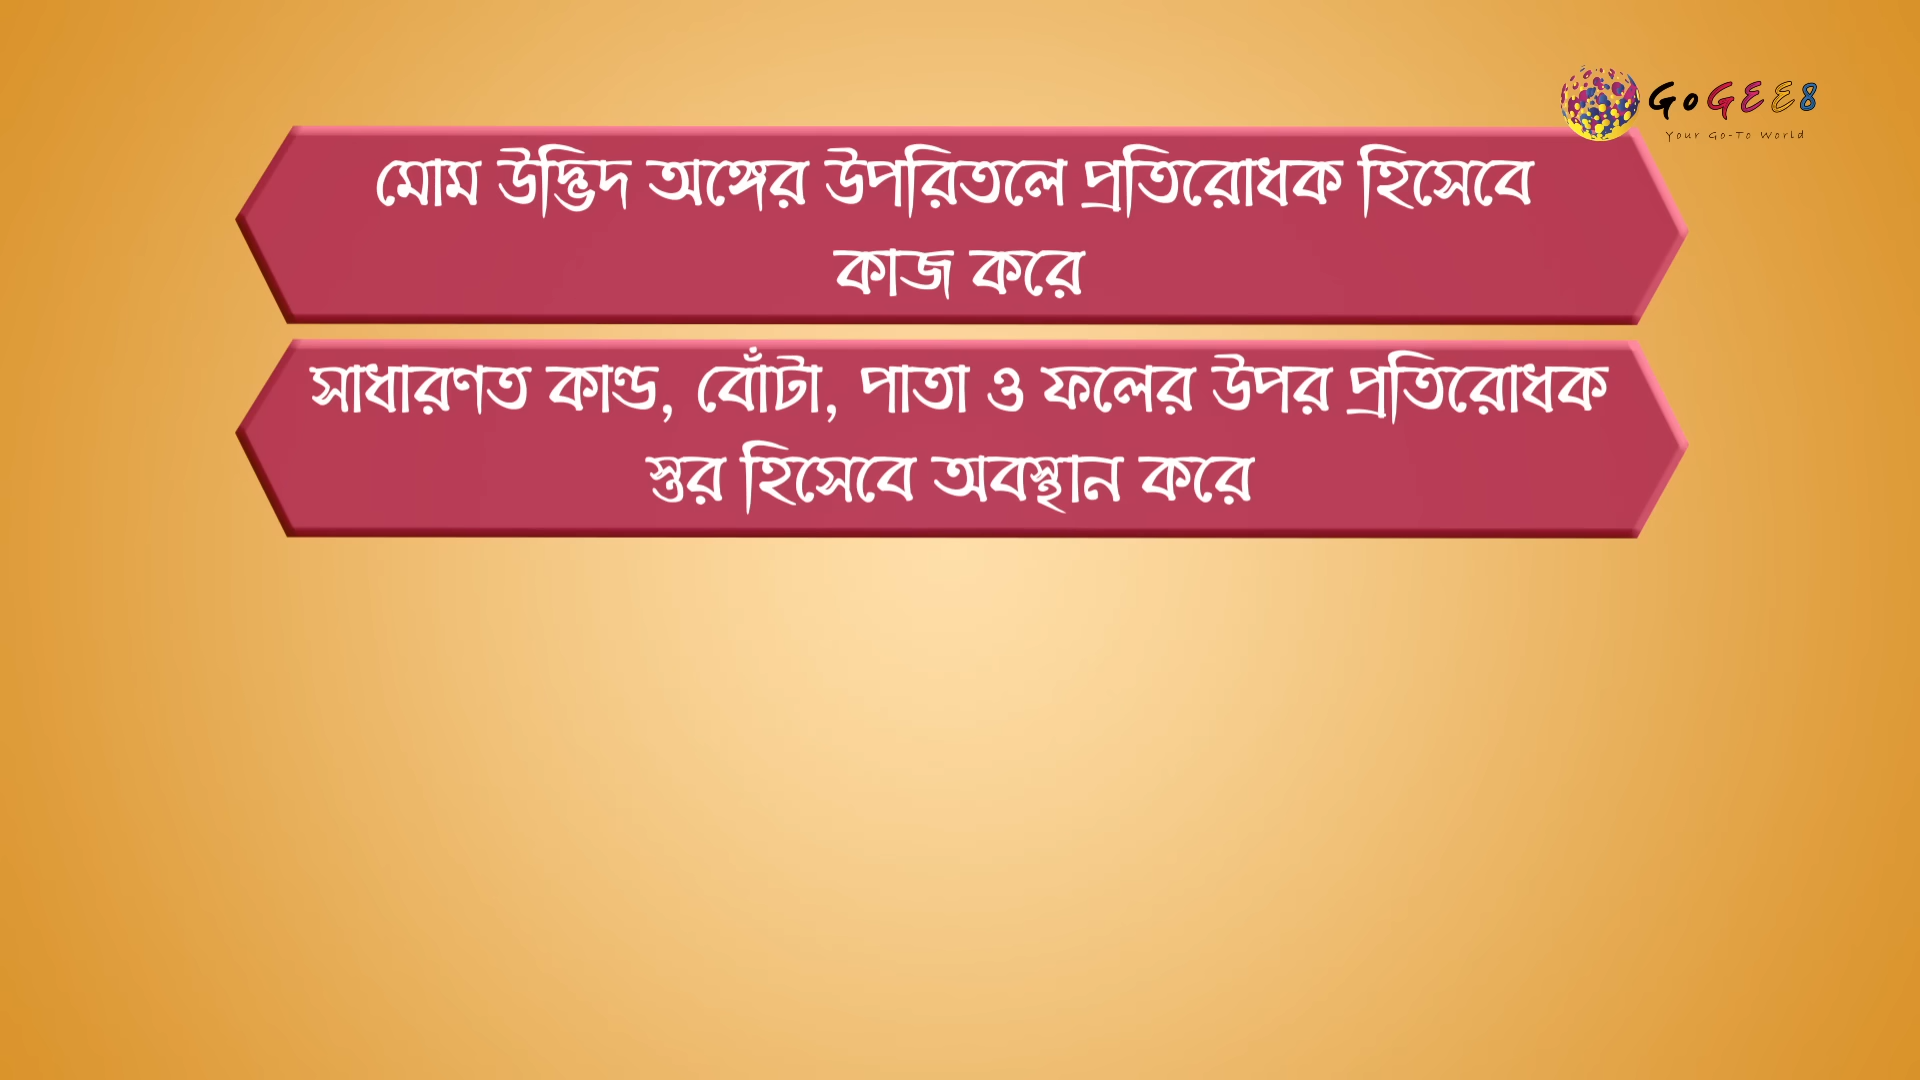 GoGEE8
Your Go-To World
মোম উদ্ভিদ অঙ্গের উপরিতলে প্রতিরোধক হিসেবে
কাজ করে
সাধারণত কাণ্ড, বোঁটা, পাতা ও ফলের উপর প্রতিরোধক
স্তর হিসেবে অবস্থান করে